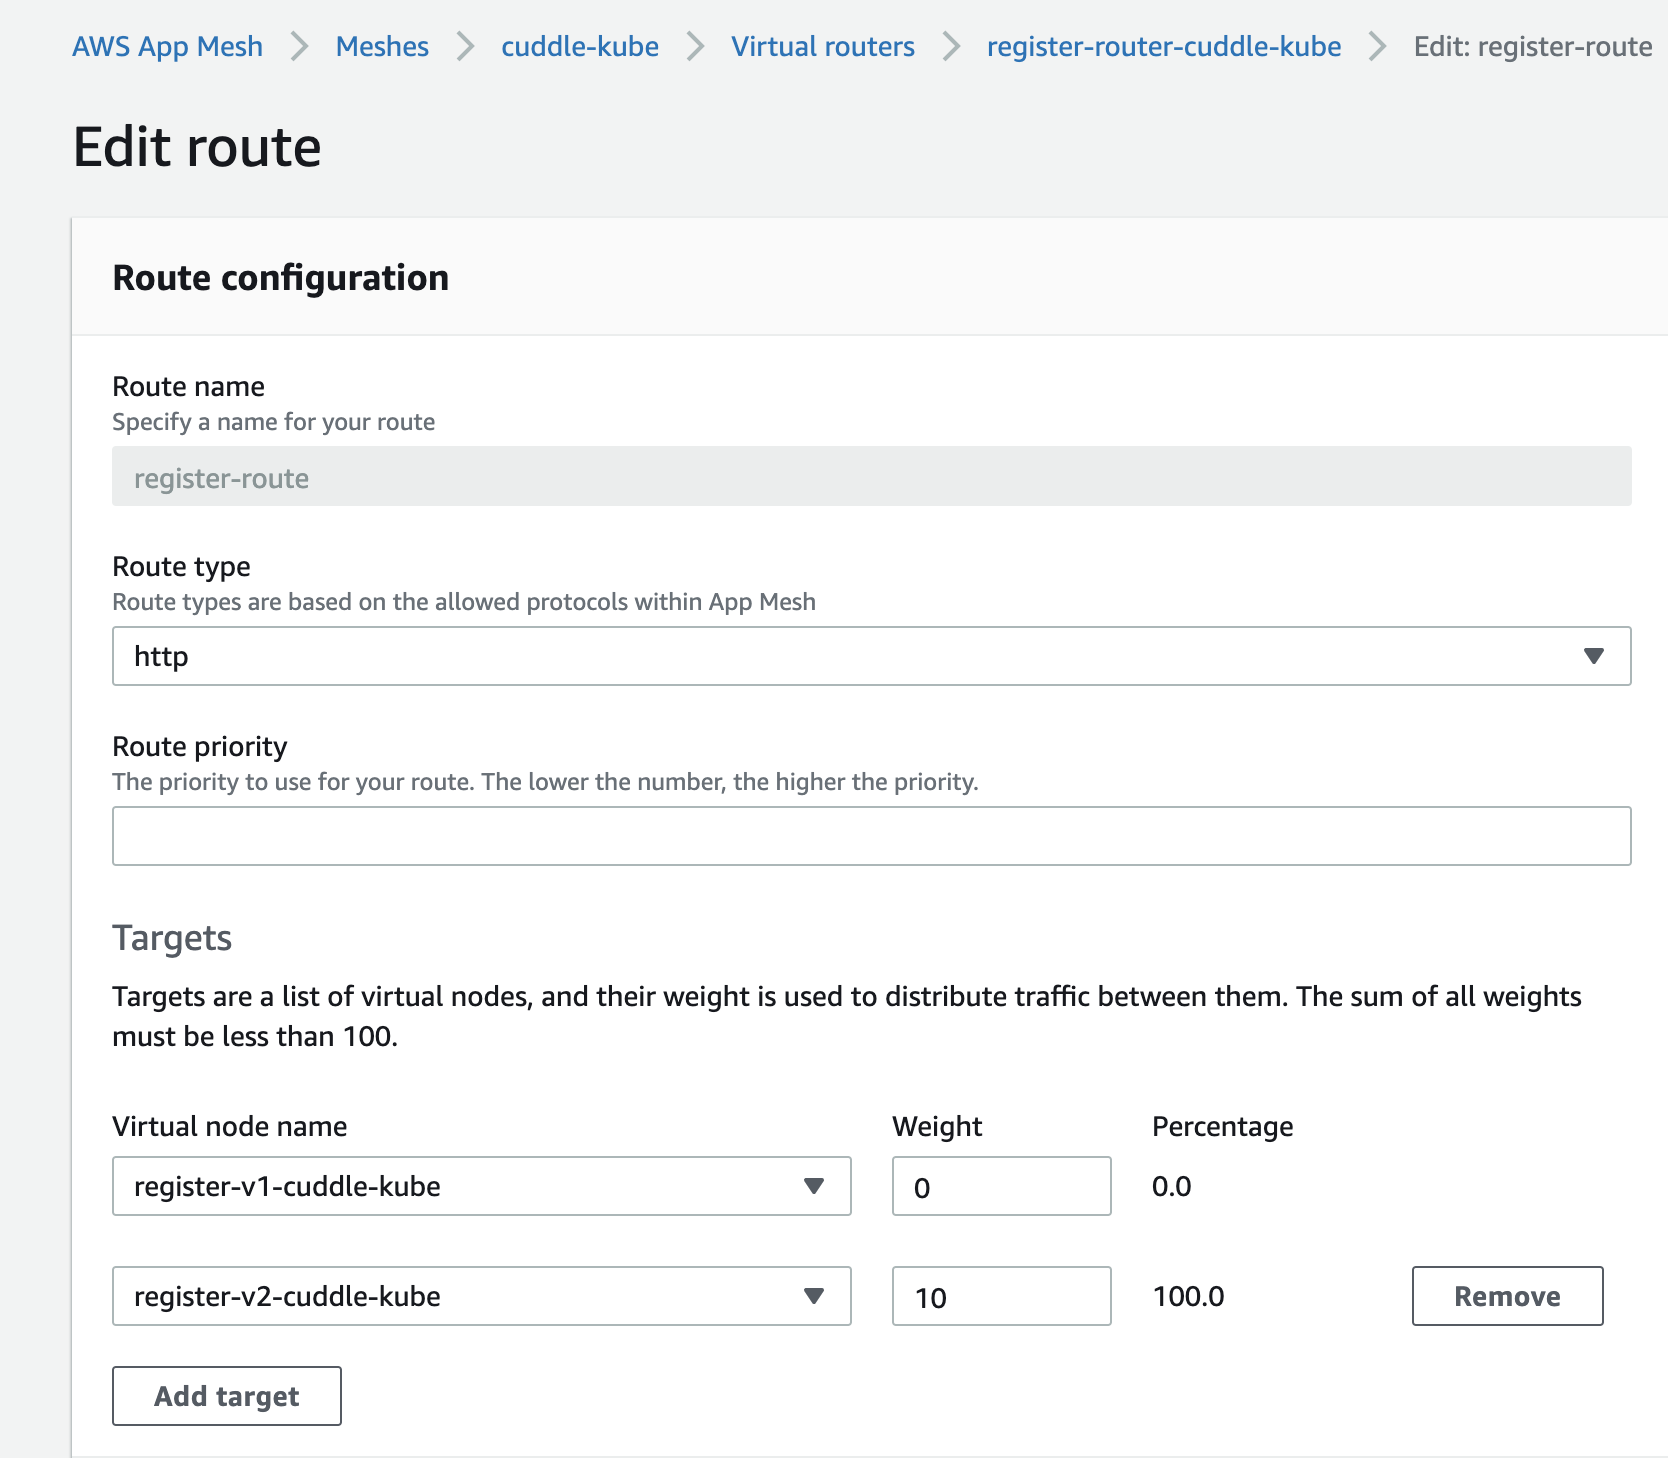 AWS App Mesh Meshes cuddle-kube Virtual routers register-router-cuddle-kube Edit: register-route
Edit route
Route configuration
Route name
Specify a name for your route
register-route
Route type
Route types are based on the allowed protocols within App Mesh
http
Route priority
The priority to use for your route. The lower the number, the higher the priority.
Targets
Targets are a list of virtual nodes, and their weight is used to distribute traffic between them. The sum of all weights
must be less than 100.
Virtual node name Weight Percentage
register-v1-cuddle-kube 0 0.0
register-v2-cuddle-kube 10 100.0 Remove
Add target